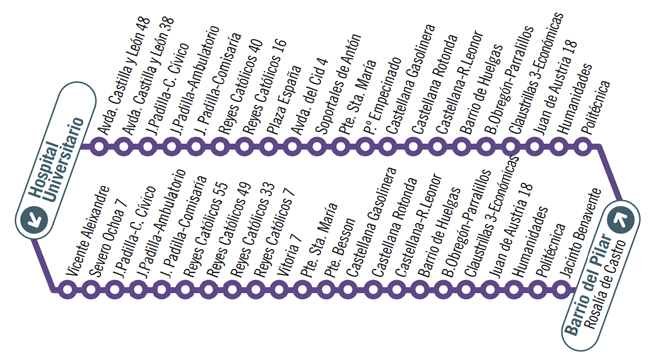 Hospital
Universitario
Avda. Castilla y León 48
Avda. Castilla y León 38
J.Padilla-C. Cívico
J.Padilla-Ambulatorio
J. Padilla-Comisaría
Reyes Católicos 40
Reyes Católicos 16
Plaza España
Avda. del Cid 4
Soportales de Antón
Pte. Sta. María
P.º Empecinado
Castellana Gasolinera
Castellana Rotonda
Castellana-R.Leonor
Barrio de Huelgas
B.Obregón-Parralillos
Claustrillas 3-Económicas
Juan de Austria 18
Humanidades
Politécnica
Vicente Aleixandre
Severo Ochoa 7
J.Padilla-C. Cívico
J.Padilla-Ambulatorio
J. Padilla-Comisaría
Reyes Católicos 55
Reyes Católicos 49
Reyes Católicos 33
Reyes Católicos 7
Vitoria 7
Pte. Sta. María
Pte. Besson
Castellana Gasolinera
Castellana Rotonda
Castellana-R.Leonor
Barrio de Huelgas
B.Obregón-Parralillos
Claustrillas 3-Económicas
Juan de Austria 18
Humanidades
Politécnica
Jacinto Benavente
Barrio del Pilar
Rosalía de Castro